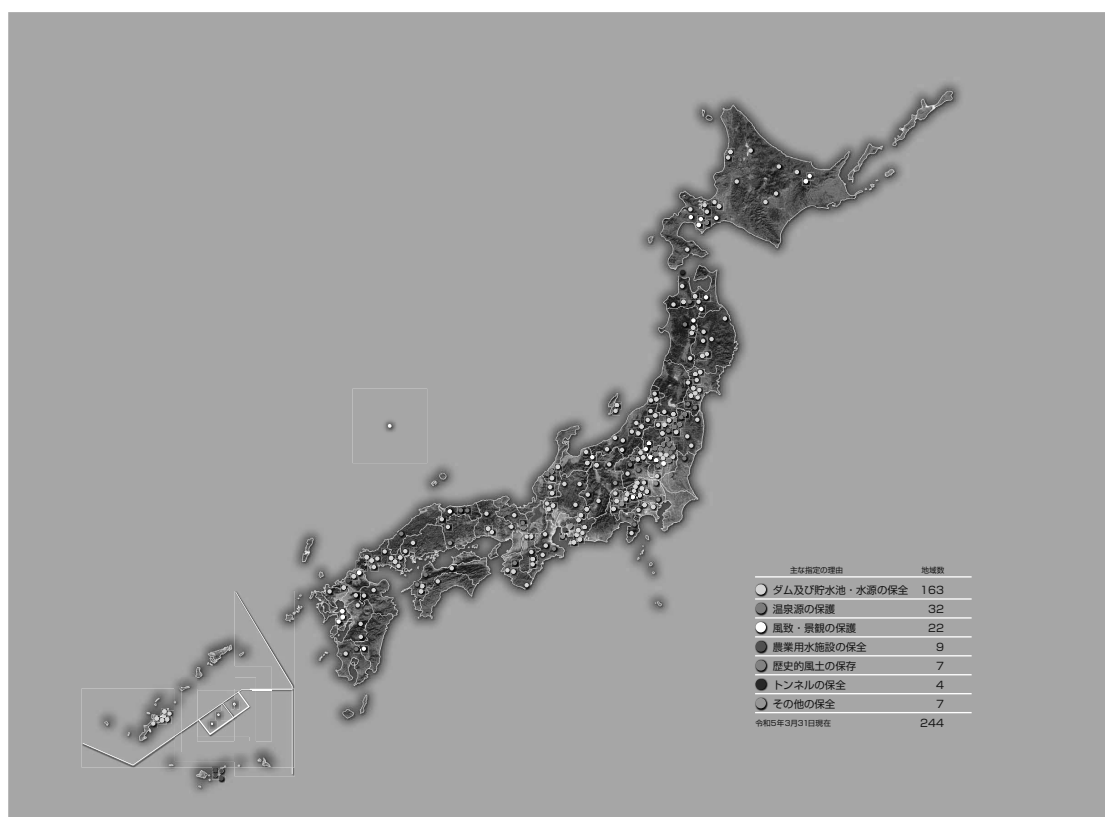 主な指定の理由 地域数
ダム及び貯水池・水源の保全 163
温泉源の保護 32
風致・景観の保護 22
農業用水施設の保全 9
歴史的風土の保存 7
トンネルの保全 4
その他の保全 7
令和5年3月31日現在 244